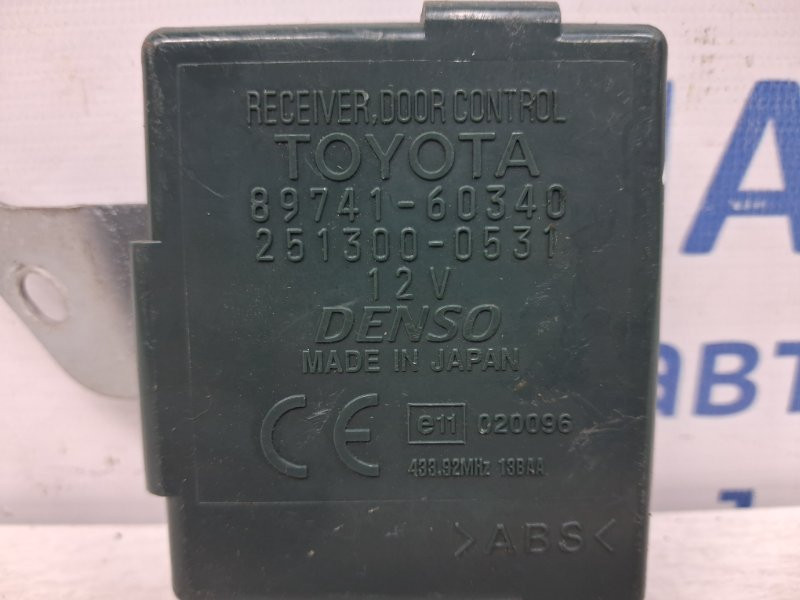 RECEIVER, DOOR CONTROL
TOYOTA
89741-60340
251300-0531
12V
DENSO
MADE IN JAPAN
CE e11 020096
433.92MHz 13BAA
>ABS<
А
авт